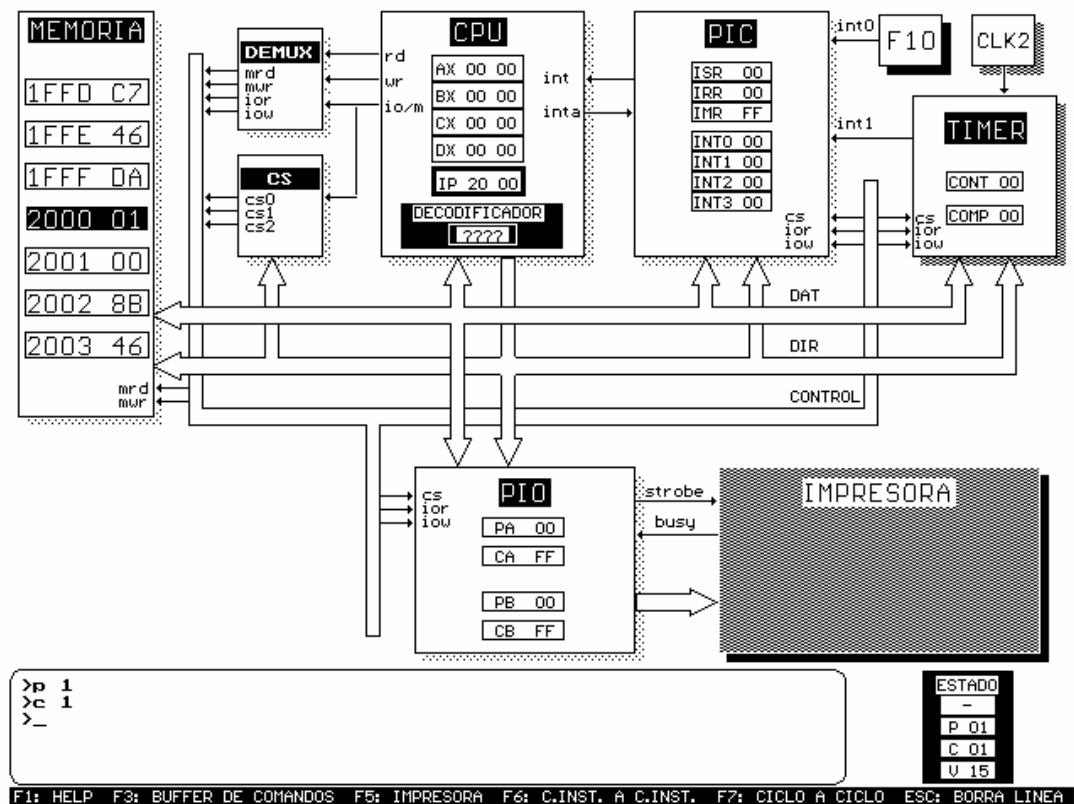 MEMORIA
1FFD C7
1FFE 46
1FFF DA
2000 01
2001 00
2002 8B
2003 46
mrd
mwr
DEMUX
mrd
mwr
ior
iow
CS
cs0
cs1
cs2
CPU
rd
wr
io/m
AX 00 00
BX 00 00
CX 00 00
DX 00 00
IP 20 00
DECODIFICADOR
????
int
inta
PIC
ISR 00
IRR 00
IMR FF
INT0 00
INT1 00
INT2 00
INT3 00
cs
ior
iow
int0
F10
CLK2
int1
TIMER
CONT 00
COMP 00
cs
ior
iow
DAT
DIR
CONTROL
PIO
cs
ior
iow
PA 00
CA FF
PB 00
CB FF
strobe
busy
IMPRESORA
>p 1
>c 1
>_
ESTADO
-
P 01
C 01
V 15
F1: HELP F3: BUFFER DE COMANDOS F5: IMPRESORA F6: C.INST. A C.INST. F7: CICLO A CICLO ESC: BORRA LINEA